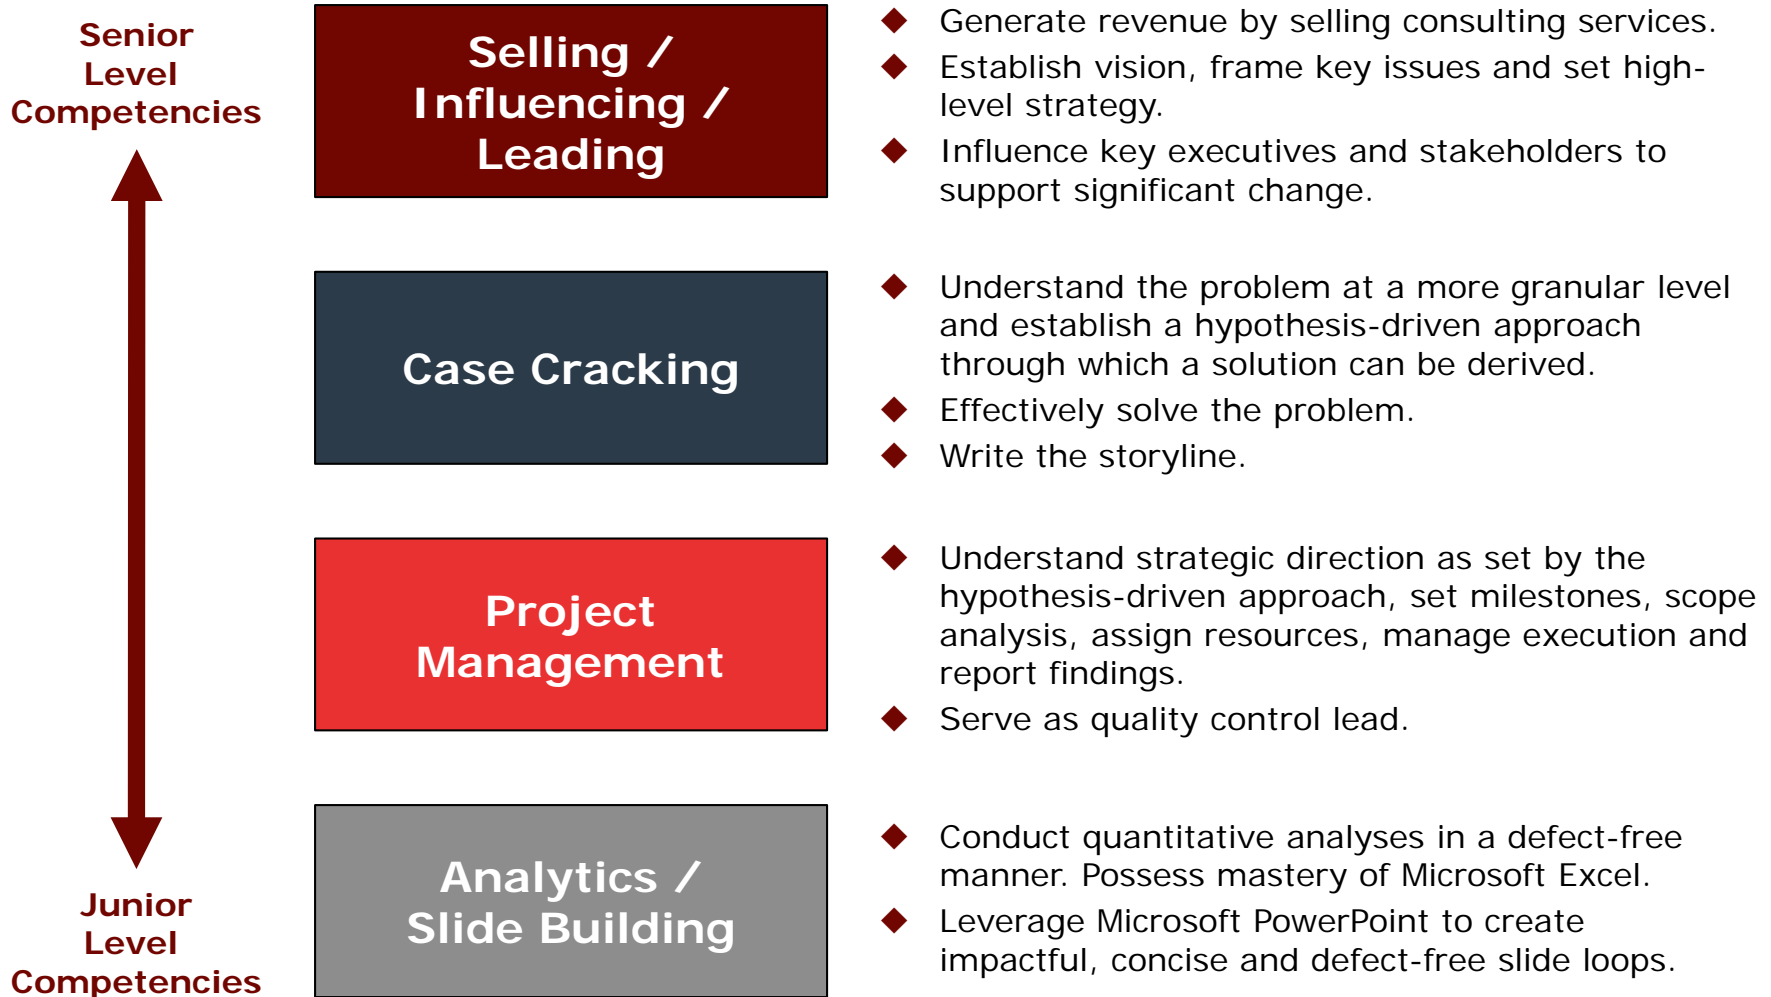 Senior
Level
Competencies
Selling /
Influencing /
Leading
◆ Generate revenue by selling consulting services.
◆ Establish vision, frame key issues and set high-
level strategy.
◆ Influence key executives and stakeholders to
support significant change.
Case Cracking
◆ Understand the problem at a more granular level
and establish a hypothesis-driven approach
through which a solution can be derived.
◆ Effectively solve the problem.
◆ Write the storyline.
Project
Management
◆ Understand strategic direction as set by the
hypothesis-driven approach, set milestones, scope
analysis, assign resources, manage execution and
report findings.
◆ Serve as quality control lead.
Junior
Level
Competencies
Analytics /
Slide Building
◆ Conduct quantitative analyses in a defect-free
manner. Possess mastery of Microsoft Excel.
◆ Leverage Microsoft PowerPoint to create
impactful, concise and defect-free slide loops.